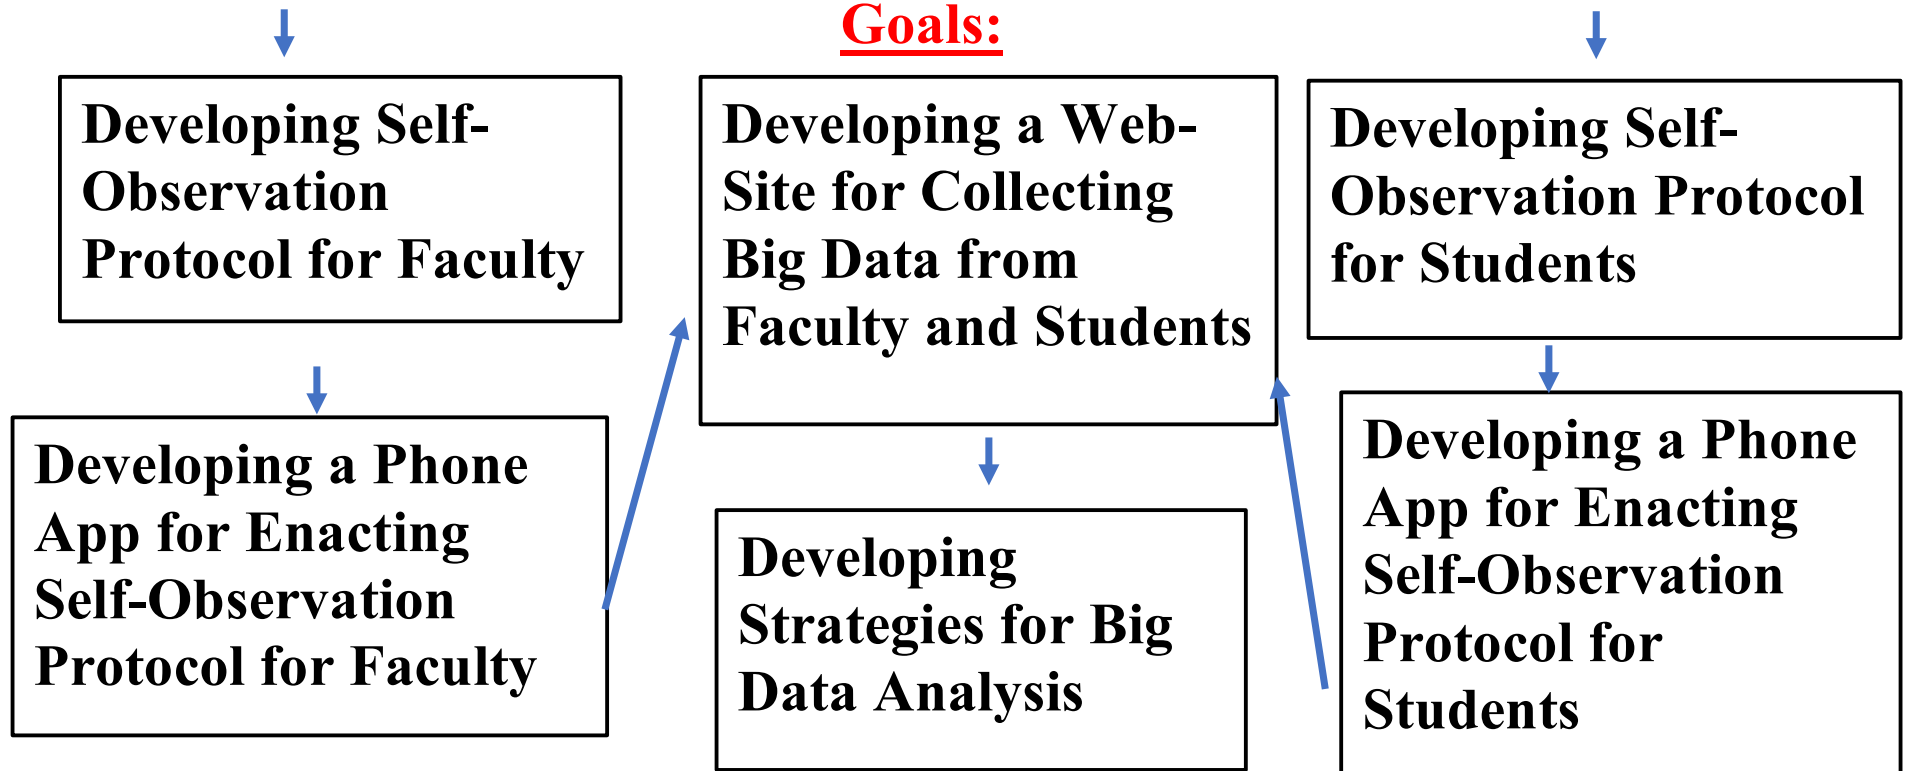 Goals:
Developing Self-
Observation
Protocol for Faculty
Developing a Web-
Site for Collecting
Big Data from
Faculty and Students
Developing Self-
Observation Protocol
for Students
Developing a Phone
App for Enacting
Self-Observation
Protocol for Faculty
Developing
Strategies for Big
Data Analysis
Developing a Phone
App for Enacting
Self-Observation
Protocol for
Students